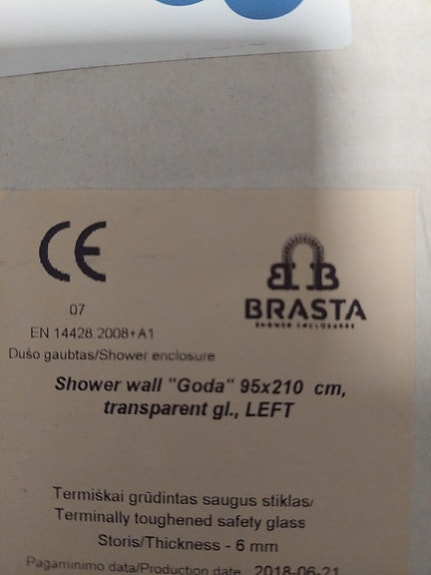 CE
07
EN 14428:2008+A1
Dušo gaubtas/Shower enclosure
BRASTA
SHOWER ENCLOSURES
Shower wall "Goda" 95x210 cm,
transparent gl., LEFT
Termiškai grūdintas saugus stiklas/
Terminally toughened safety glass
Storis/Thickness - 6 mm
Pagaminimo data/Production date 2018-06-21